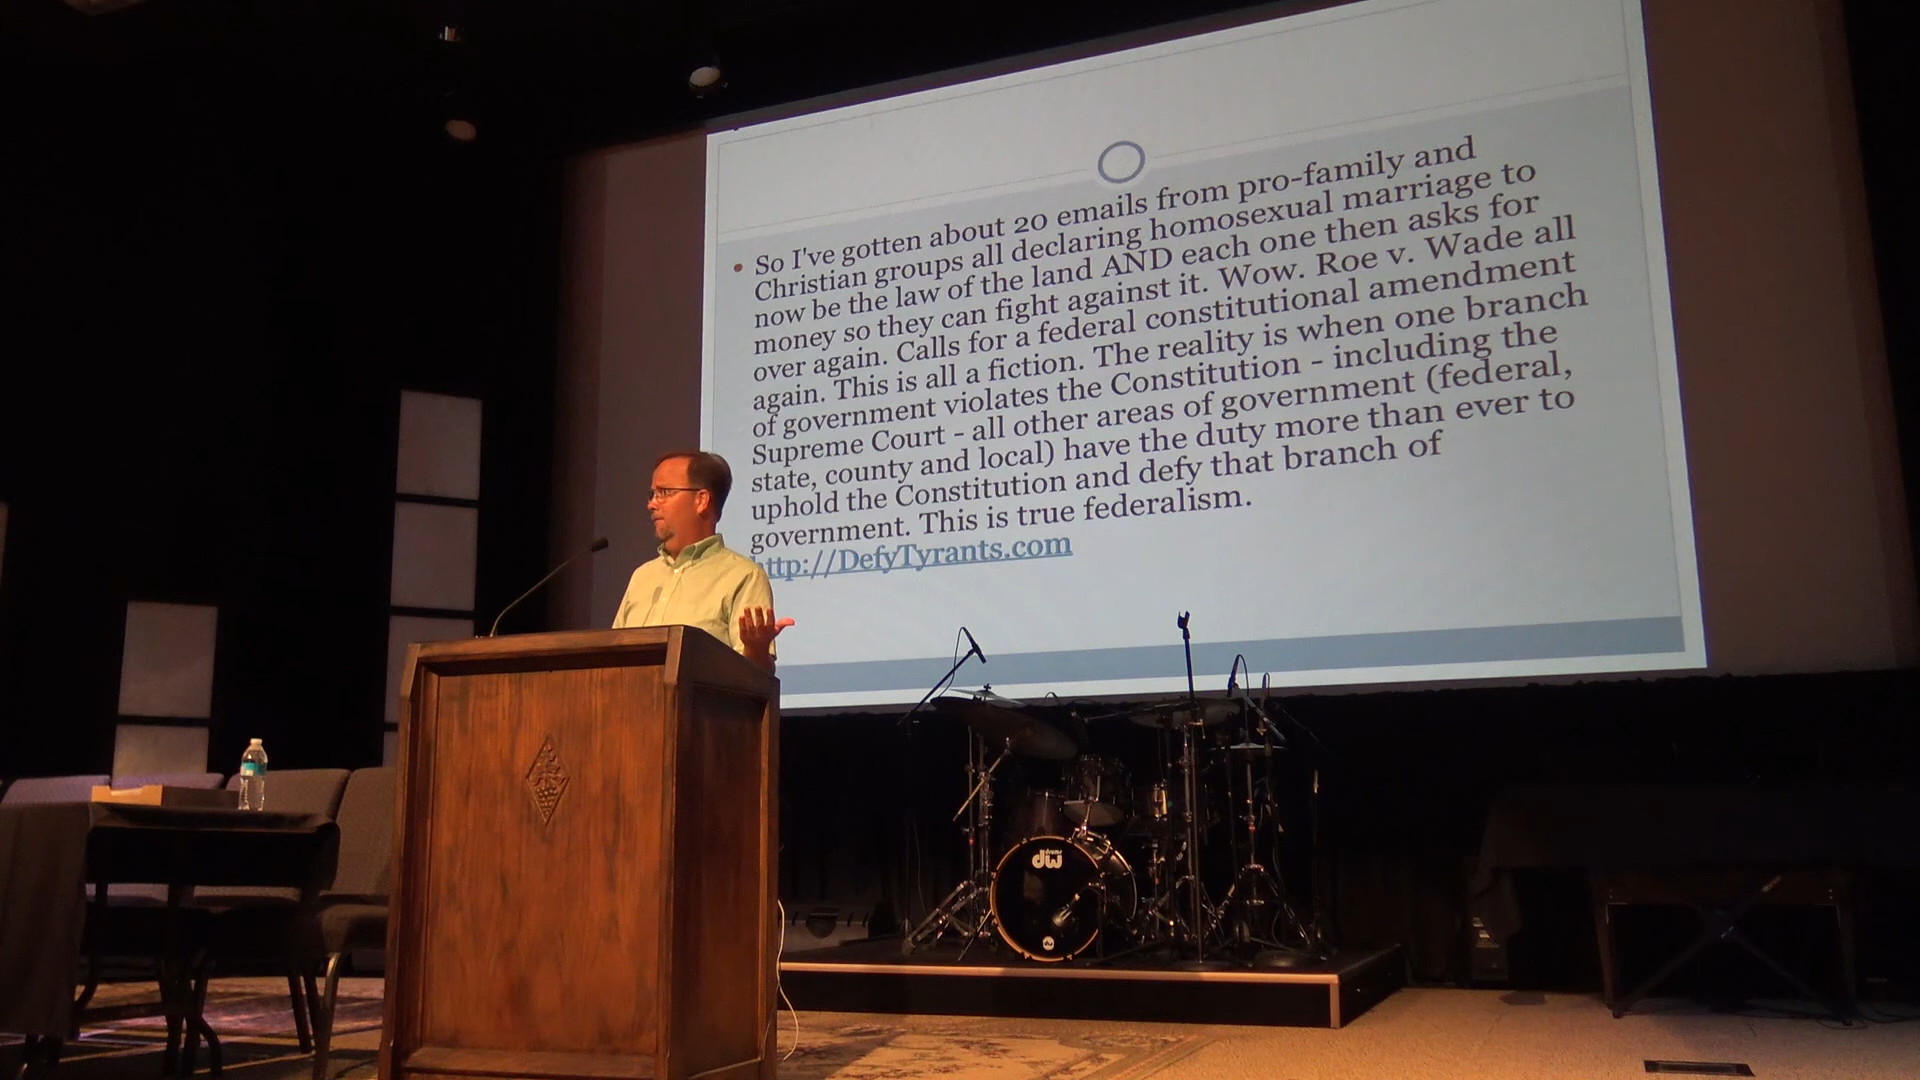 • So I've gotten about 20 emails from pro-family and
Christian groups all declaring homosexual marriage to
now be the law of the land AND each one then asks for
money so they can fight against it. Wow. Roe v. Wade all
over again. Calls for a federal constitutional amendment
again. This is all a fiction. The reality is when one branch
of government violates the Constitution - including the
Supreme Court - all other areas of government (federal,
state, county and local) have the duty more than ever to
uphold the Constitution and defy that branch of
government. This is true federalism.
http://DefyTyrants.com
drums
dw